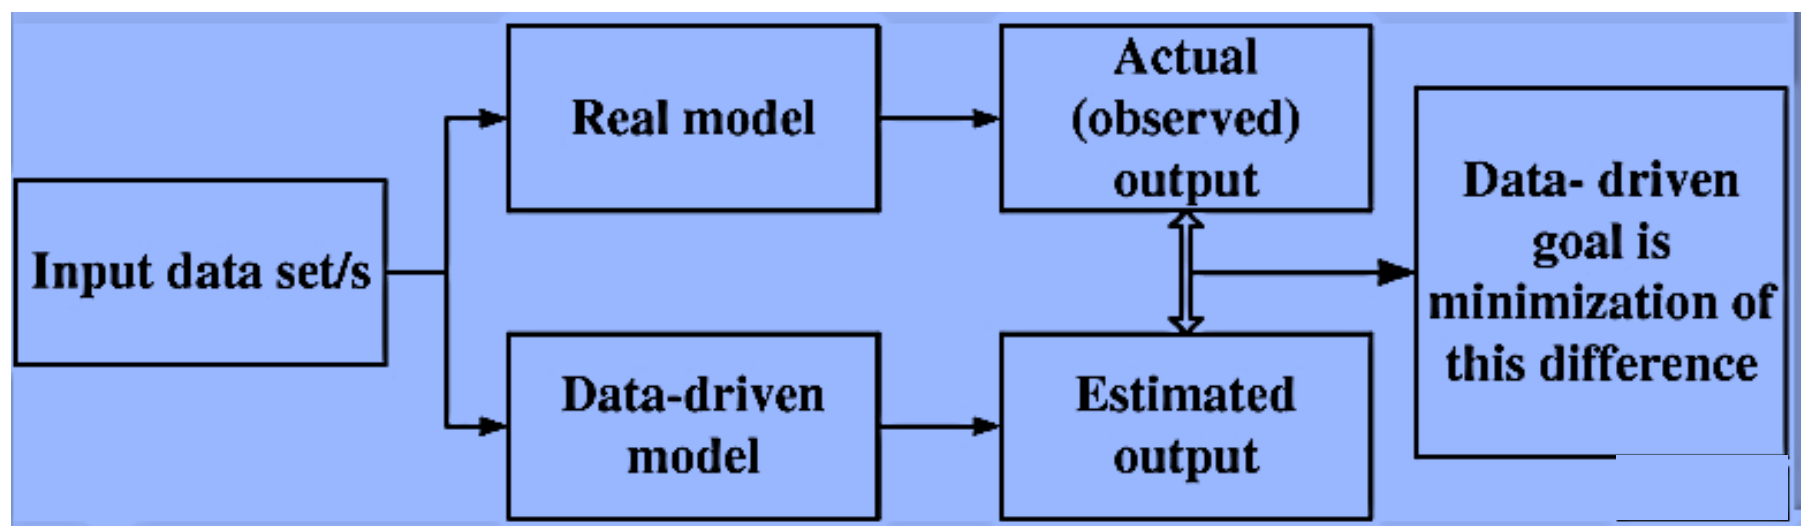 Input data set/s
Real model
Data-driven
model
Actual
(observed)
output
Estimated
output
Data- driven
goal is
minimization of
this difference